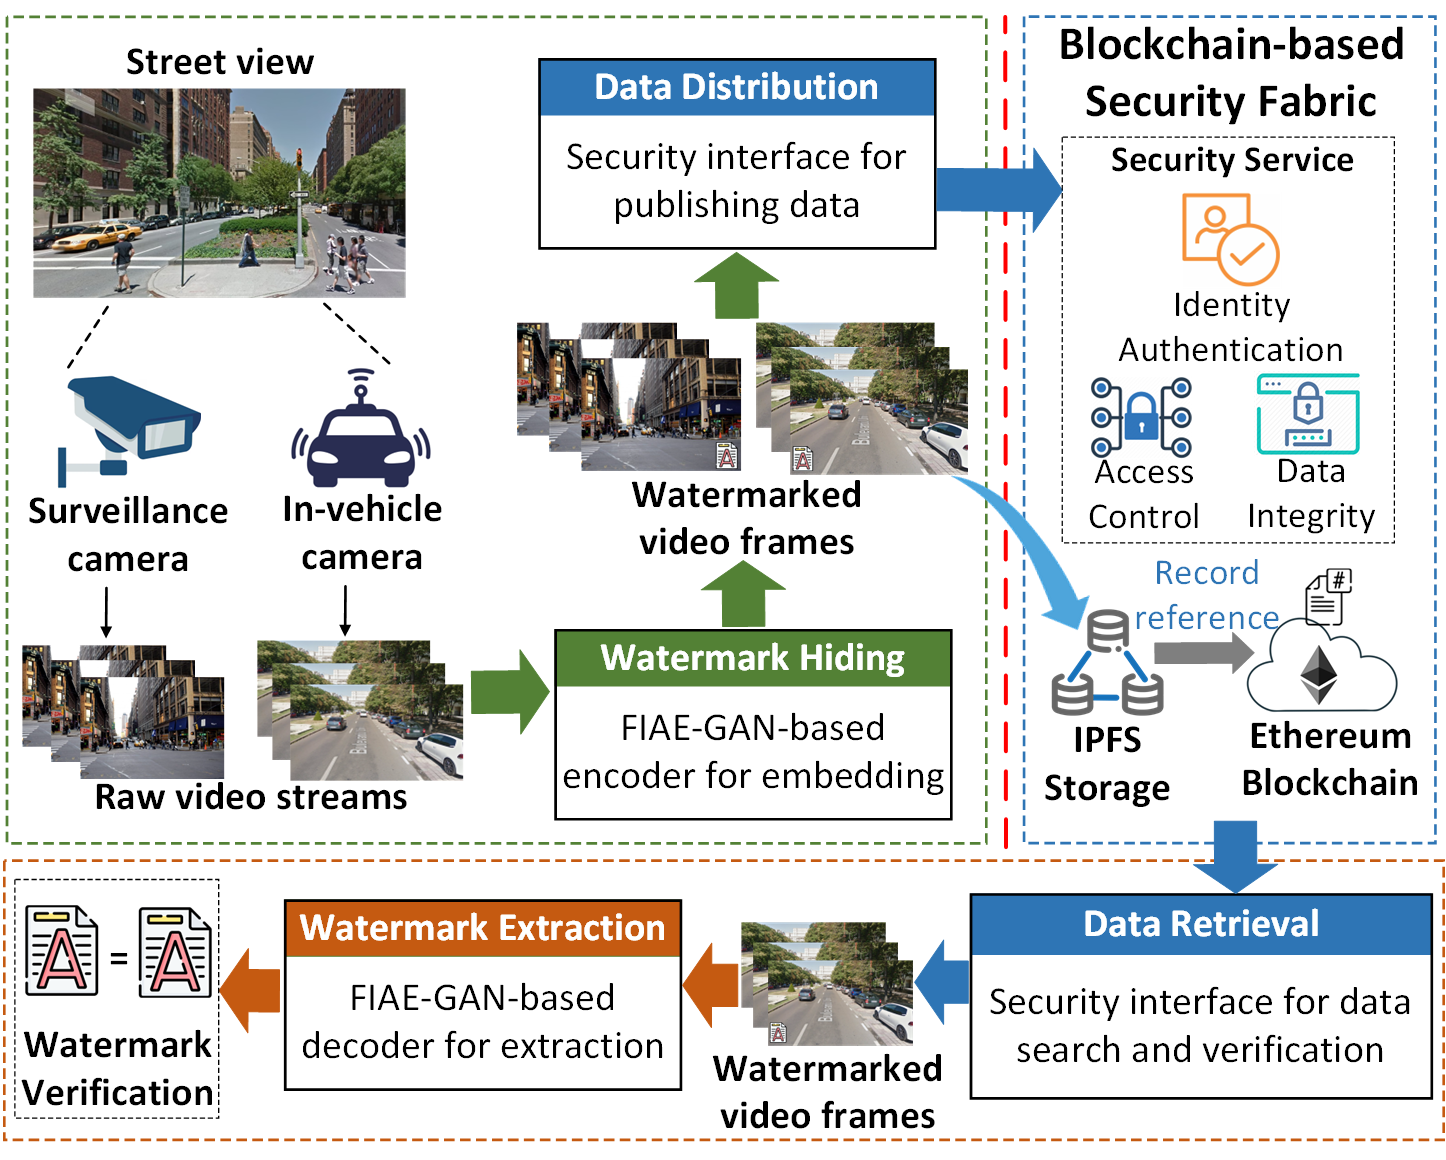 Street view
Surveillance
camera
In-vehicle
camera
Raw video streams
Watermark Hiding
FIAE-GAN-based
encoder for embedding
Watermarked
video frames
Data Distribution
Security interface for
publishing data
Blockchain-based
Security Fabric
Security Service
Identity
Authentication
Access
Control
Data
Integrity
Record
reference
#
IPFS
Storage
Ethereum
Blockchain
Data Retrieval
Security interface for data
search and verification
Watermarked
video frames
Watermark Extraction
FIAE-GAN-based
decoder for extraction
A = A
Watermark
Verification